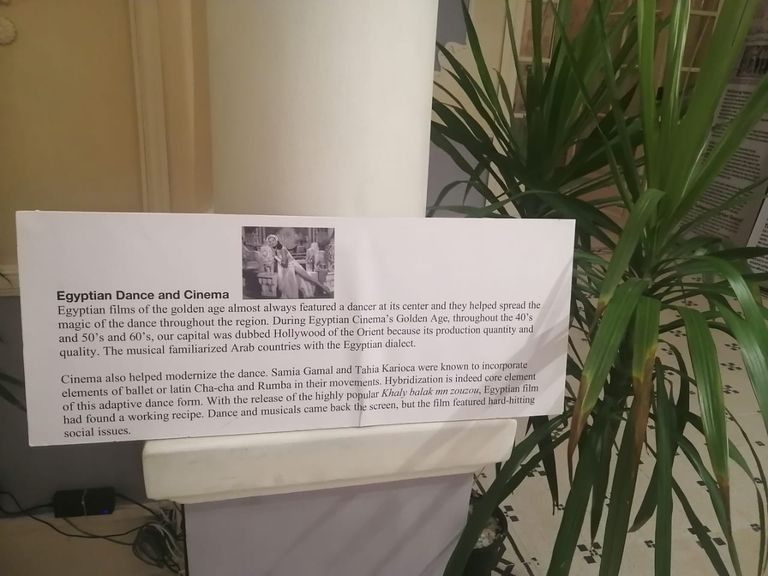 Egyptian Dance and Cinema
Egyptian films of the golden age almost always featured a dancer at its center and they helped spread the
magic of the dance throughout the region. During Egyptian Cinema's Golden Age, throughout the 40's
and 50's and 60's, our capital was dubbed Hollywood of the Orient because its production quantity and
quality. The musical familiarized Arab countries with the Egyptian dialect.
Cinema also helped modernize the dance. Samia Gamal and Tahia Karioca were known to incorporate
elements of ballet or latin Cha-cha and Rumba in their movements. Hybridization is indeed core element
of this adaptive dance form. With the release of the highly popular Khaly balak mn zouzou, Egyptian film
had found a working recipe. Dance and musicals came back the screen, but the film featured hard-hitting
social issues.